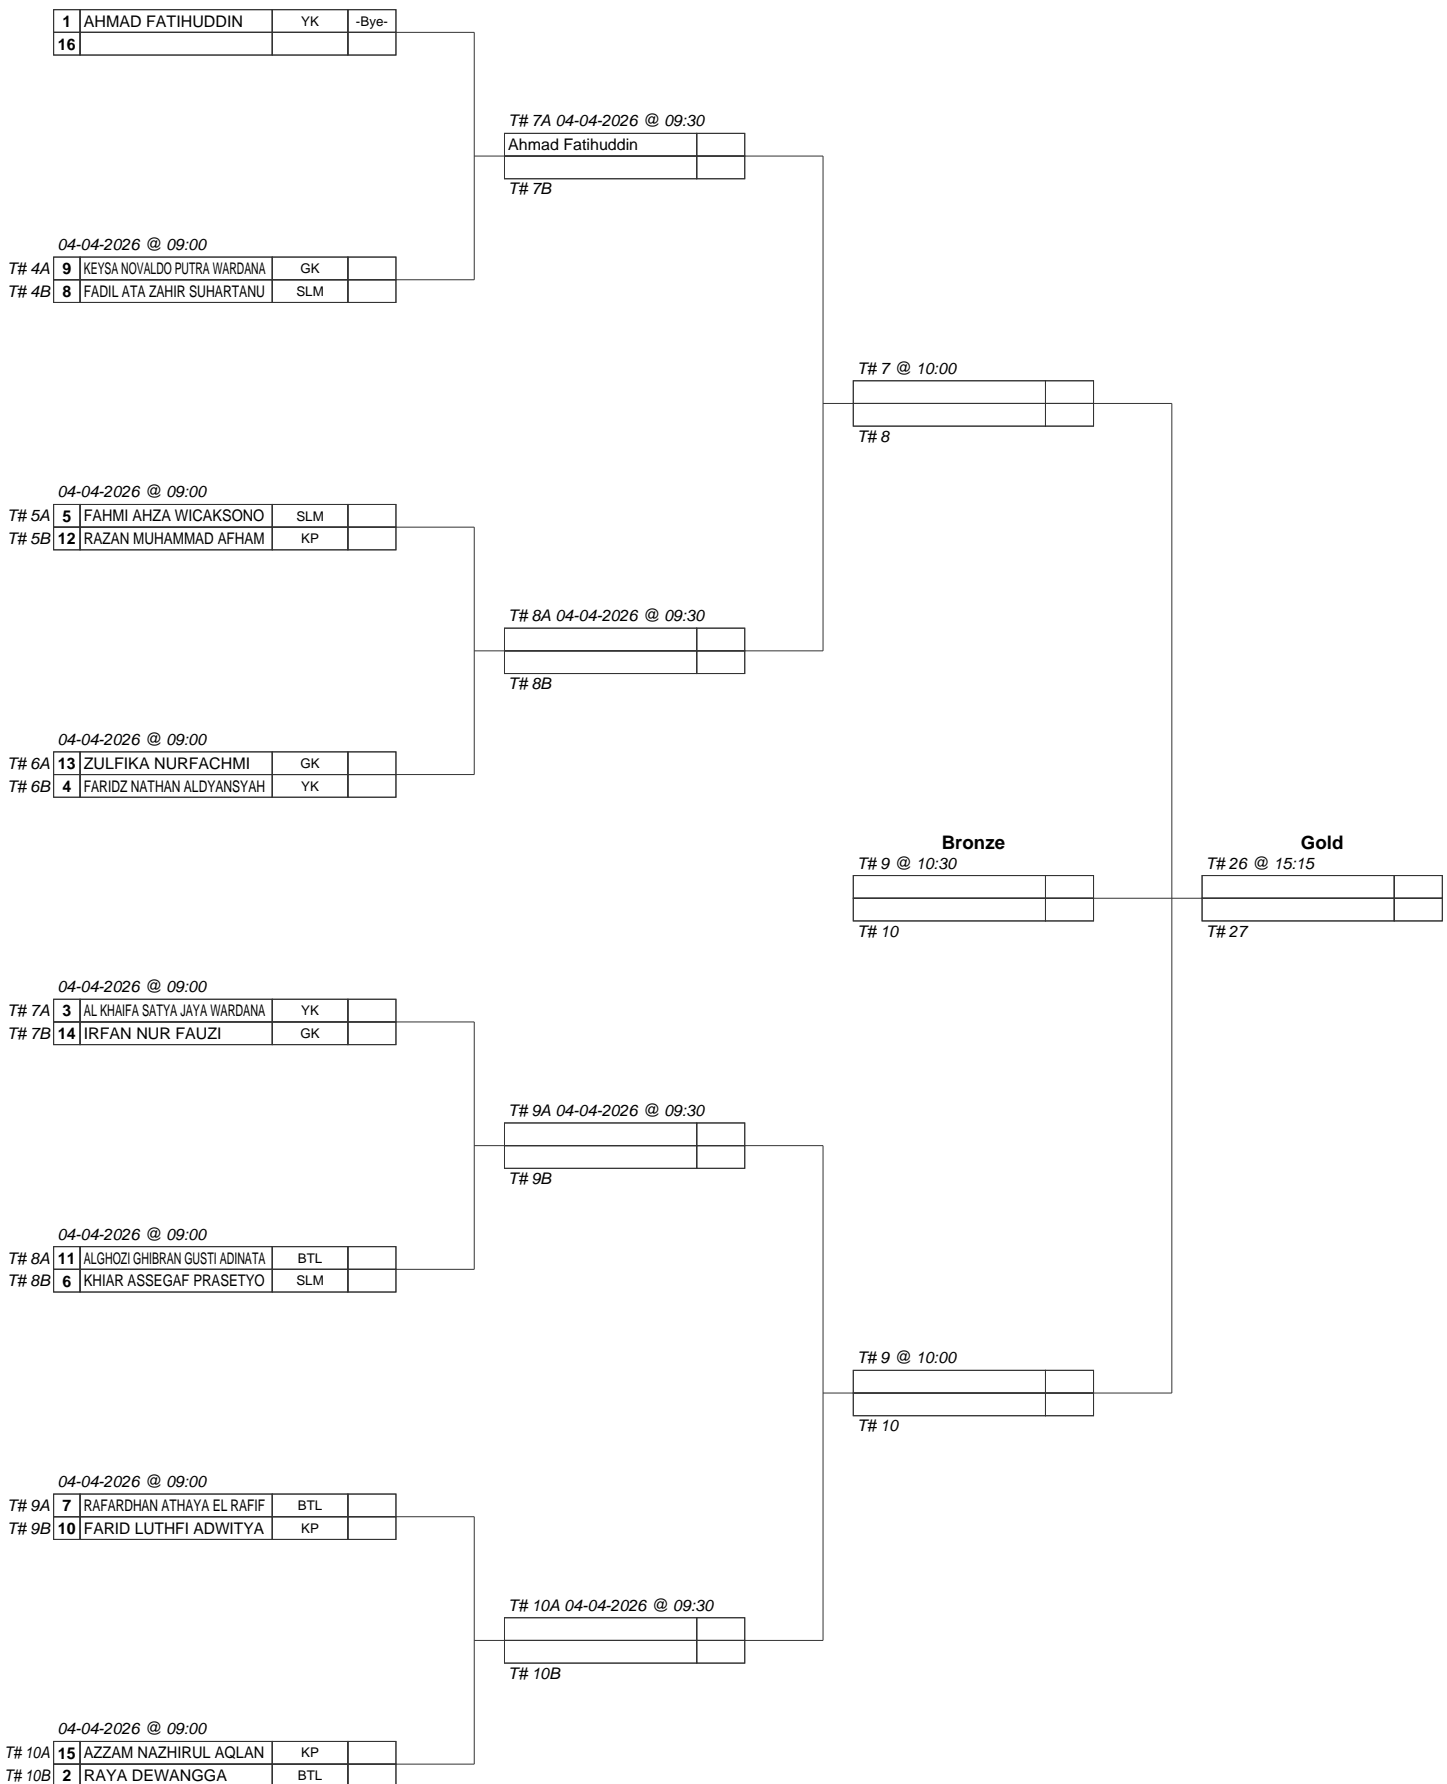 1 AHMAD FATIHUDDIN YK -Bye-
16
T# 7A 04-04-2026 @ 09:30
Ahmad Fatihuddin
T# 7B
04-04-2026 @ 09:00
T# 4A 9 KEYSA NOVALDO PUTRA WARDANA GK
T# 4B 8 FADIL ATA ZAHIR SUHARTANU SLM
T# 7 @ 10:00
T# 8
04-04-2026 @ 09:00
T# 5A 5 FAHMI AHZA WICAKSONO SLM
T# 5B 12 RAZAN MUHAMMAD AFHAM KP
T# 8A 04-04-2026 @ 09:30
T# 8B
04-04-2026 @ 09:00
T# 6A 13 ZULFIKA NURFACHMI GK
T# 6B 4 FARIDZ NATHAN ALDYANSYAH YK
Bronze Gold
T# 9 @ 10:30 T# 26 @ 15:15
T# 10 T# 27
04-04-2026 @ 09:00
T# 7A 3 AL KHAIFA SATYA JAYA WARDANA YK
T# 7B 14 IRFAN NUR FAUZI GK
T# 9A 04-04-2026 @ 09:30
T# 9B
04-04-2026 @ 09:00
T# 8A 11 ALGHOZI GHIBRAN GUSTI ADINATA BTL
T# 8B 6 KHIAR ASSEGAF PRASETYO SLM
T# 9 @ 10:00
T# 10
04-04-2026 @ 09:00
T# 9A 7 RAFARDHAN ATHAYA EL RAFIF BTL
T# 9B 10 FARID LUTHFI ADWITYA KP
T# 10A 04-04-2026 @ 09:30
T# 10B
04-04-2026 @ 09:00
T# 10A 15 AZZAM NAZHIRUL AQLAN KP
T# 10B 2 RAYA DEWANGGA BTL